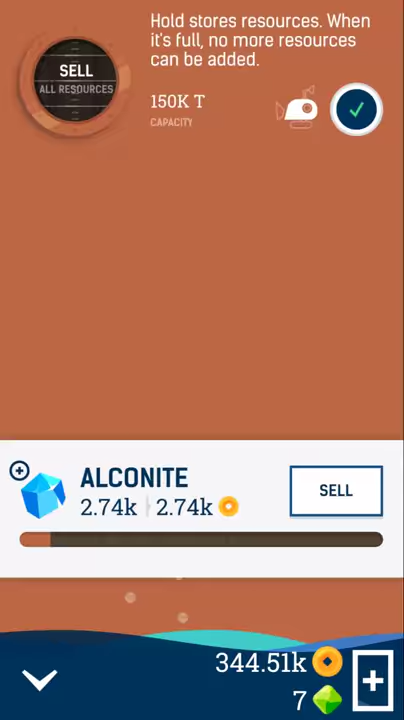 Hold stores resources. When
it's full, no more resources
can be added.
SELL
ALL RESOURCES
150K T
CAPACITY
ALCONITE
2.74k 2.74k
SELL
344.51k
7